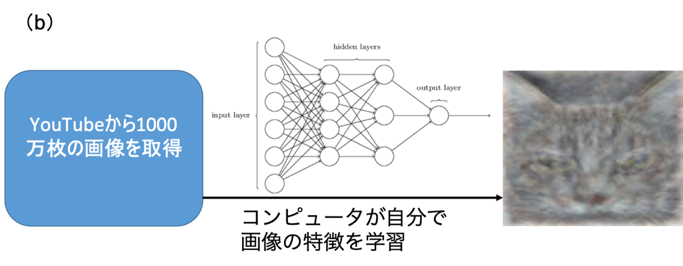 （b）
YouTubeから1000
万枚の画像を取得
input layer
hidden layers
output layer
コンピュータが自分で
画像の特徴を学習